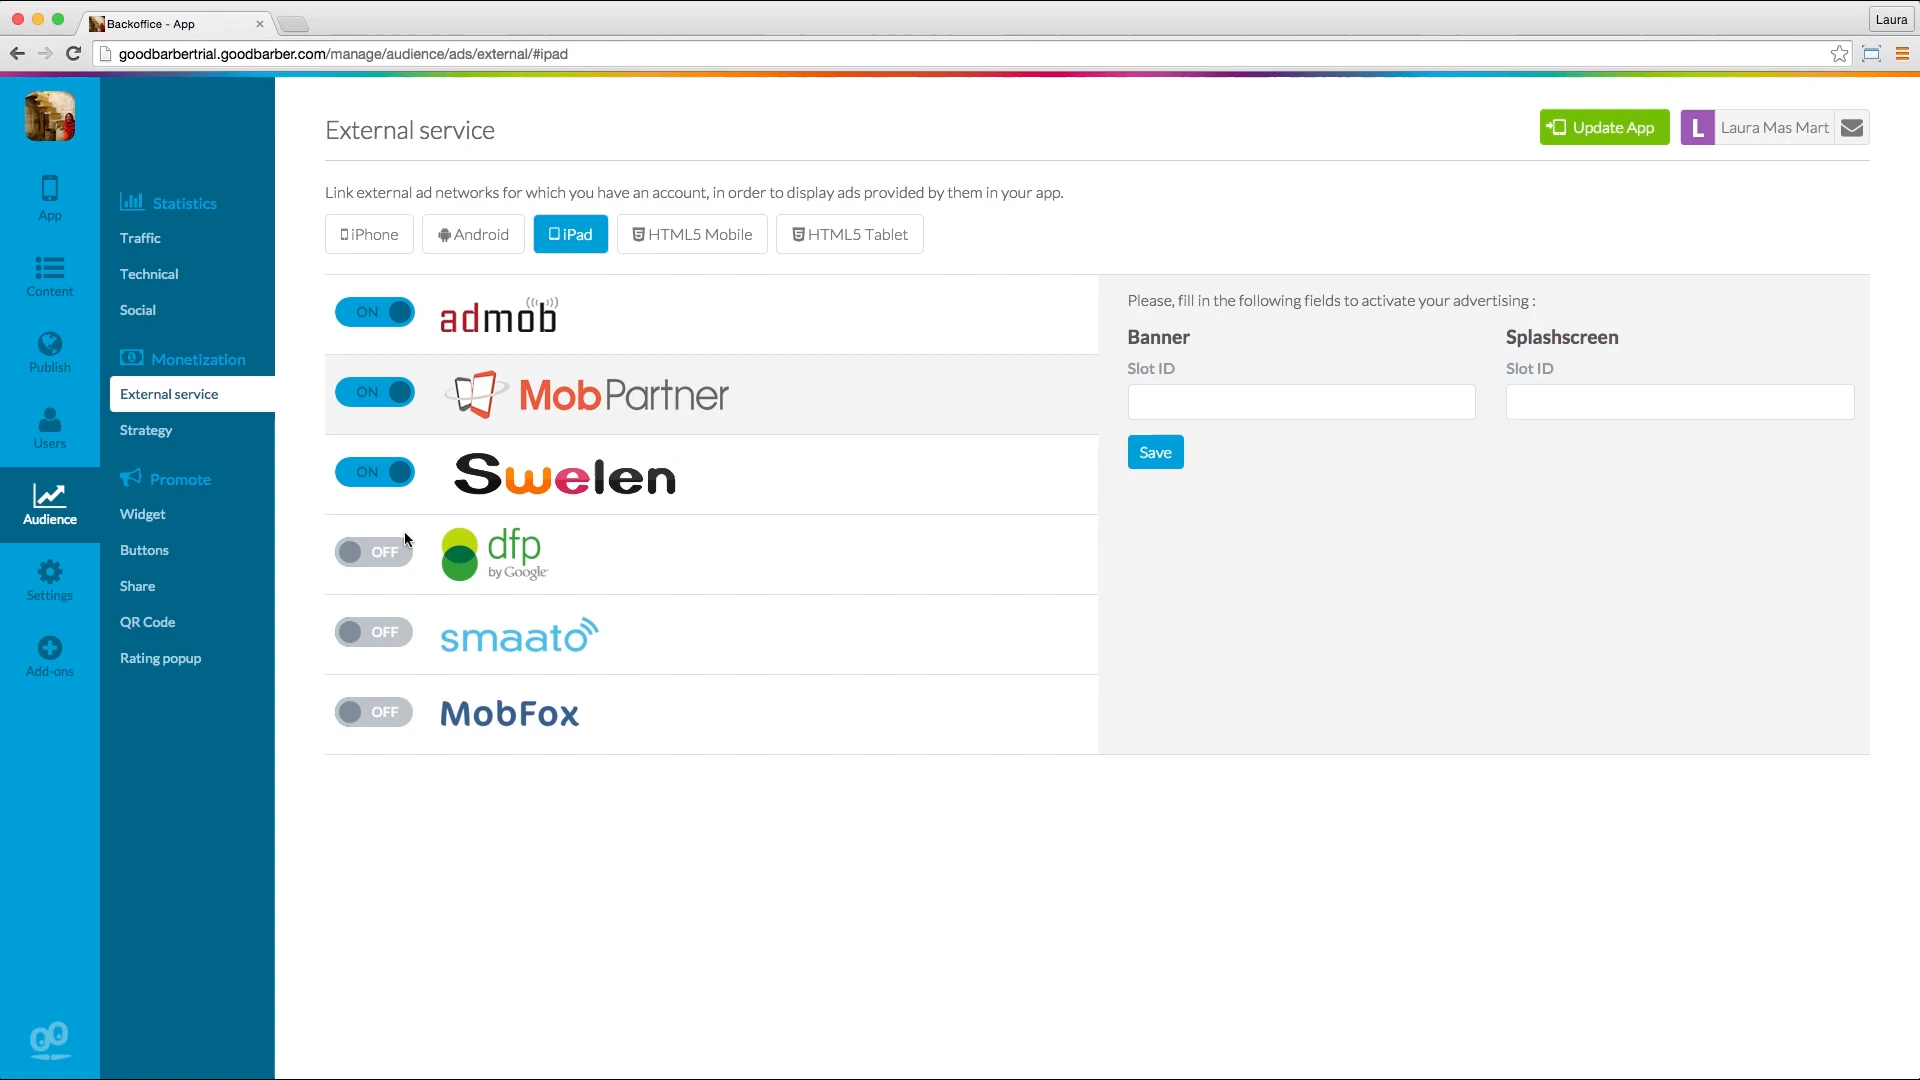 Backoffice - App
Laura
goodbarbertrial.goodbarber.com/manage/audience/ads/external/#ipad
App
Content
Publish
Users
Audience
Settings
Add-ons
Statistics
Traffic
Technical
Social
Monetization
External service
Strategy
Promote
Widget
Buttons
Share
QR Code
Rating popup
External service
Update App
L Laura Mas Mart
Link external ad networks for which you have an account, in order to display ads provided by them in your app.
iPhone Android iPad HTML5 Mobile HTML5 Tablet
ON admob
ON MobPartner
ON Swelen
OFF dfp
by Google
OFF smaato
OFF MobFox
Please, fill in the following fields to activate your advertising :
Banner Splashscreen
Slot ID Slot ID
Save